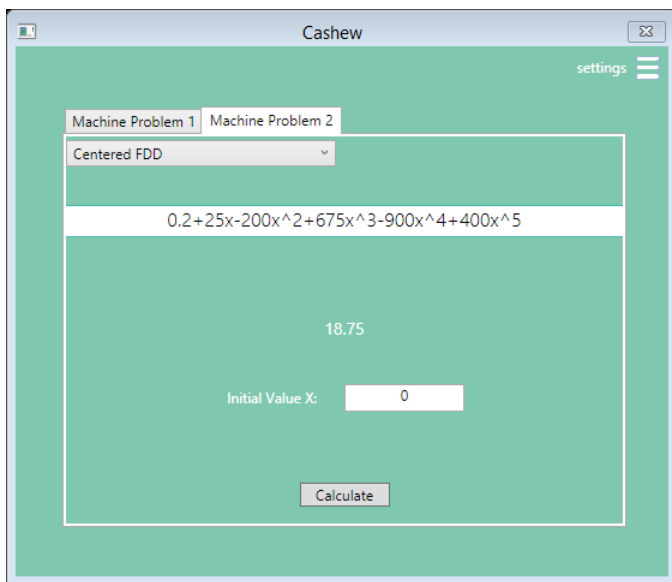 Cashew
settings
Machine Problem 1 Machine Problem 2
Centered FDD
0.2+25x-200x^2+675x^3-900x^4+400x^5
18.75
Initial Value X: 0
Calculate